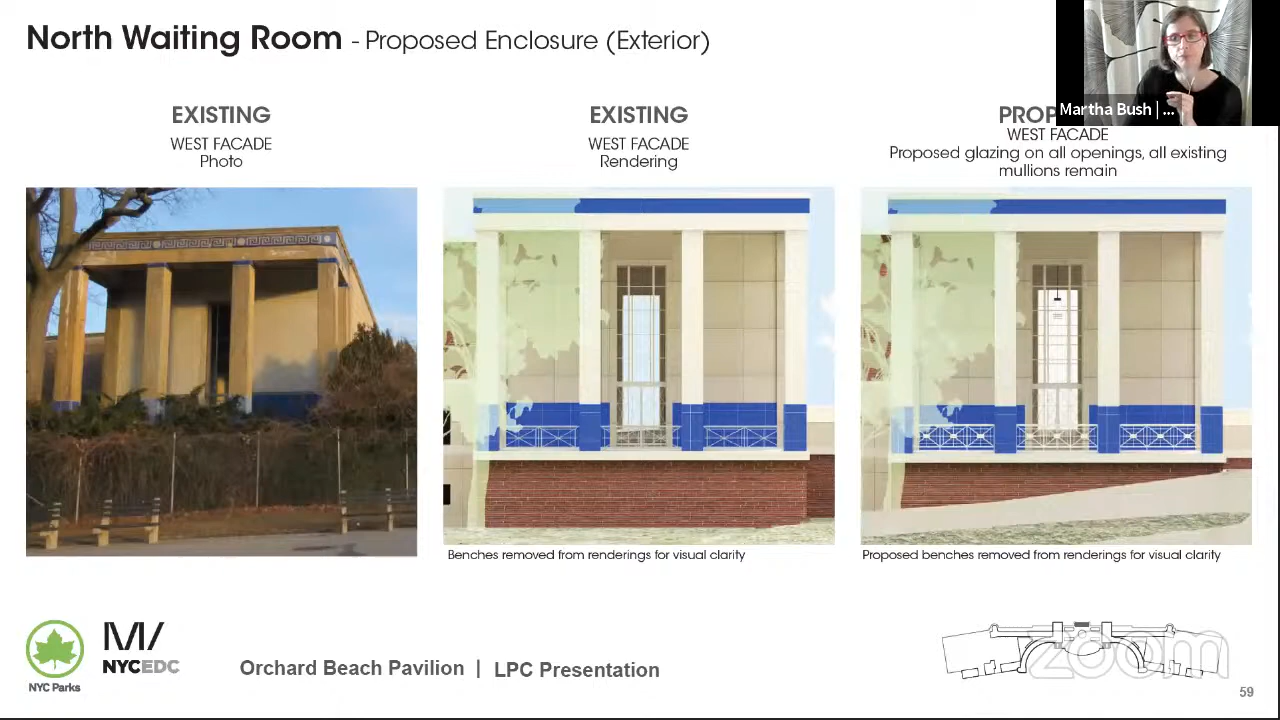 North Waiting Room - Proposed Enclosure (Exterior)
Martha Bush | ...
EXISTING
WEST FACADE
Photo
EXISTING
WEST FACADE
Rendering
PROP
WEST FACADE
Proposed glazing on all openings, all existing
mullions remain
Benches removed from renderings for visual clarity
Proposed benches removed from renderings for visual clarity
NYC Parks
NYCEDC
Orchard Beach Pavilion | LPC Presentation
zoom
59